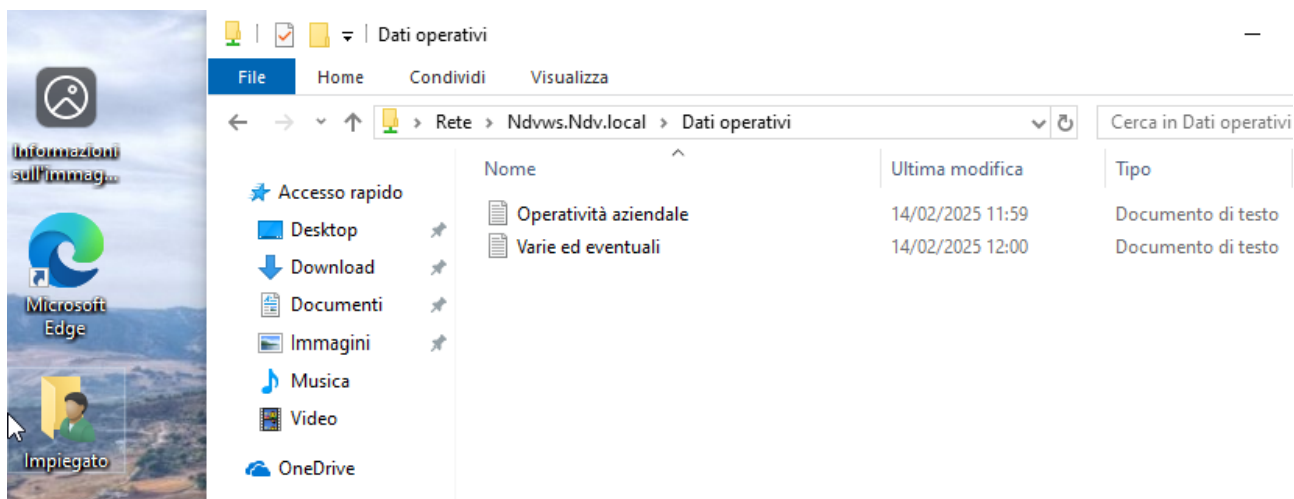 Dati operativi
File Home Condividi Visualizza
Rete Ndvws.Ndv.local Dati operativi Cerca in Dati operativi
Informazioni
sull'immag...
Microsoft
Edge
Impiegato
Accesso rapido
Desktop
Download
Documenti
Immagini
Musica
Video
OneDrive
Nome Ultima modifica Tipo
Operatività aziendale 14/02/2025 11:59 Documento di testo
Varie ed eventuali 14/02/2025 12:00 Documento di testo